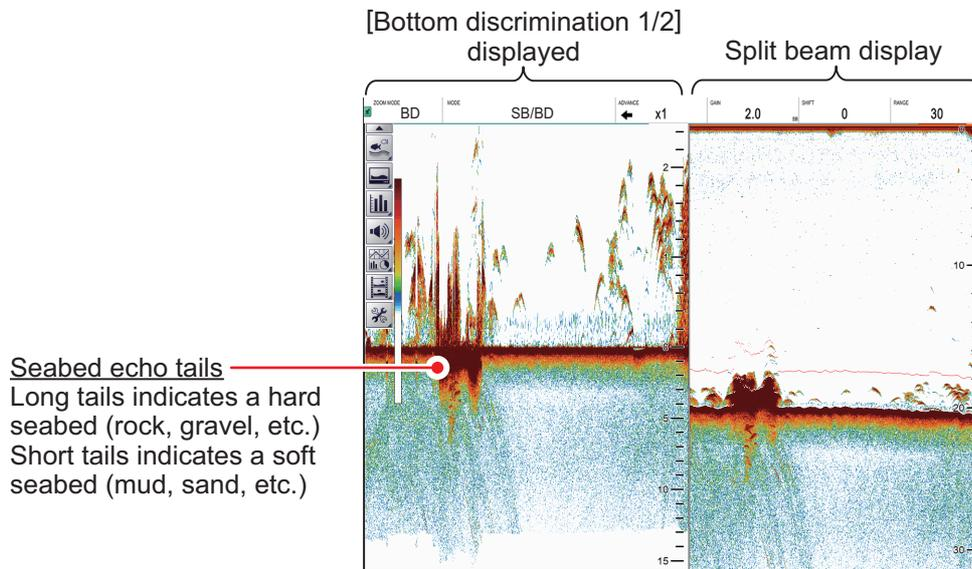 [Bottom discrimination 1/2]
displayed
Split beam display
ZOOM MODE
BD
MODE
SB/BD
ADVANCE
x1
GAIN
2.0
SHIFT
0
RANGE
30
2
0
5
10
15
0
10
20
30
Seabed echo tails
Long tails indicates a hard
seabed (rock, gravel, etc.)
Short tails indicates a soft
seabed (mud, sand, etc.)